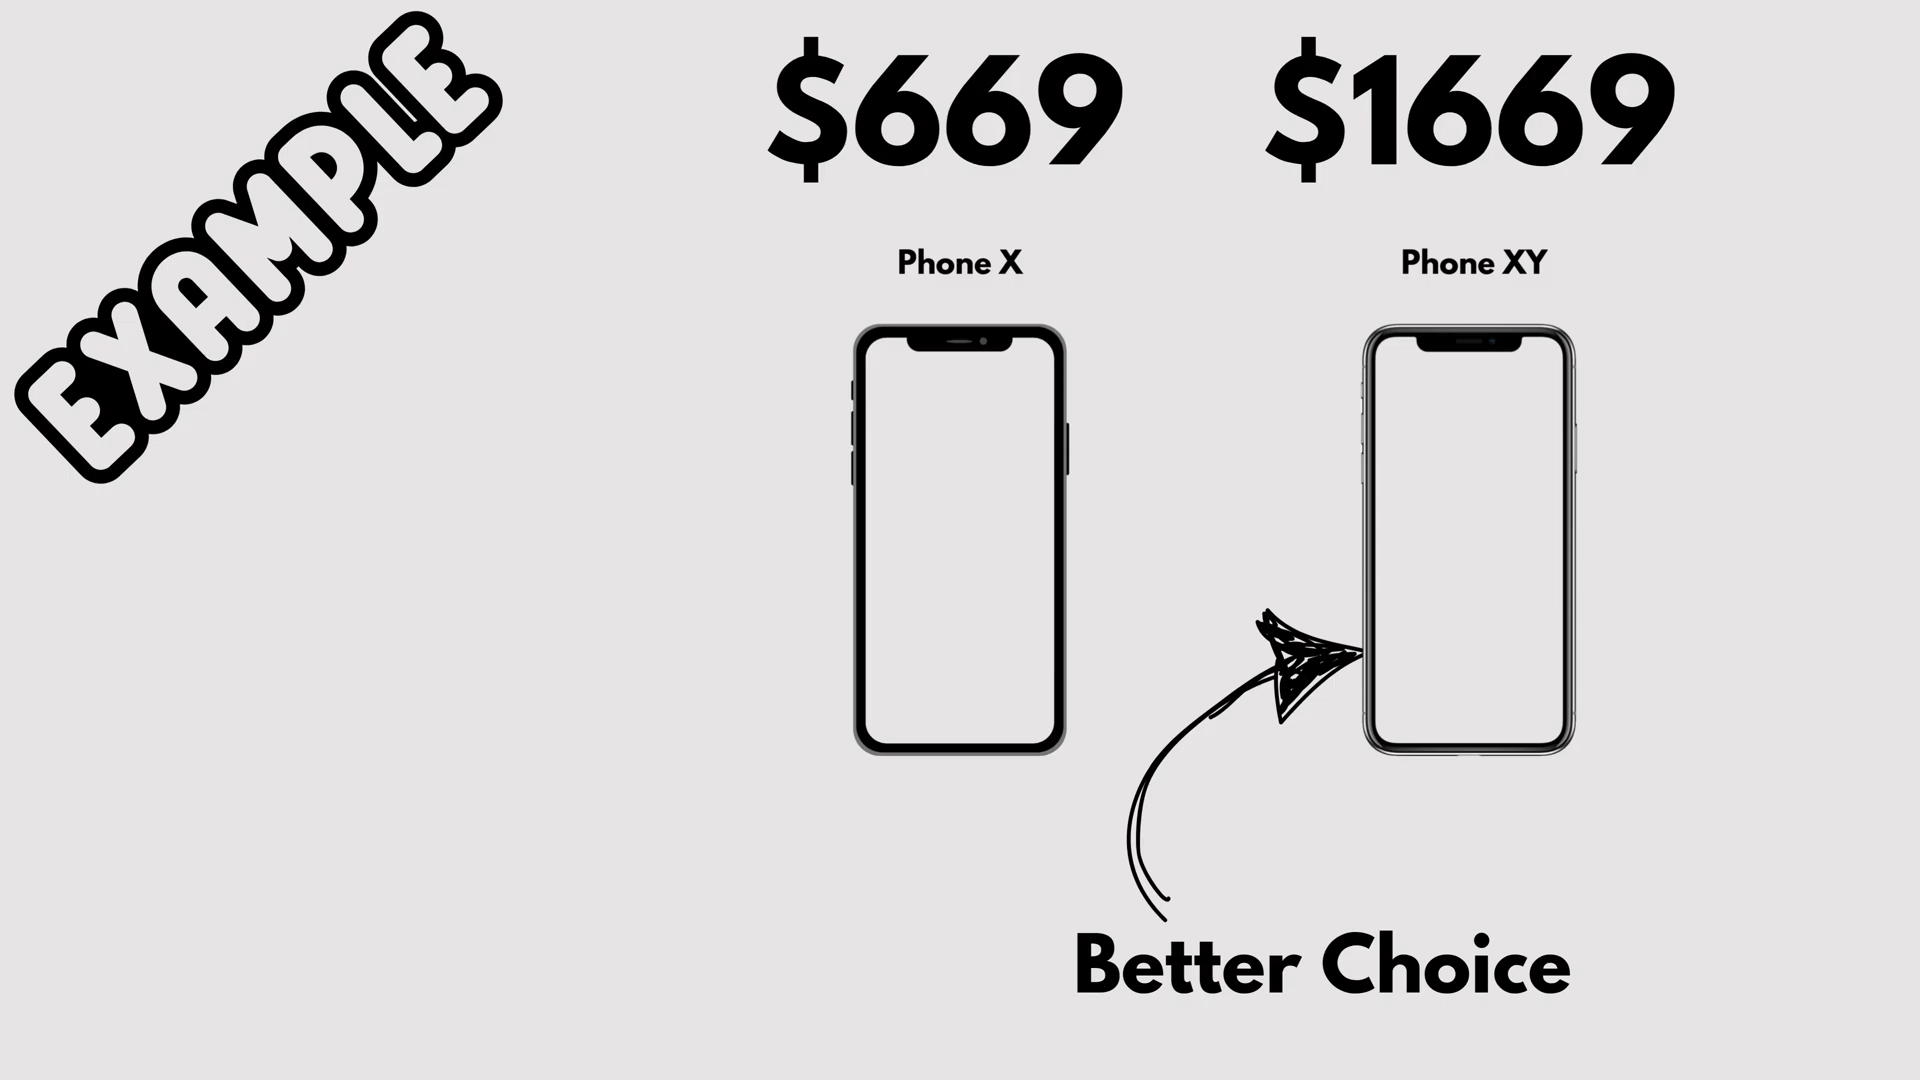 EXAMPLE
$669
$1669
Phone X
Phone XY
Better Choice